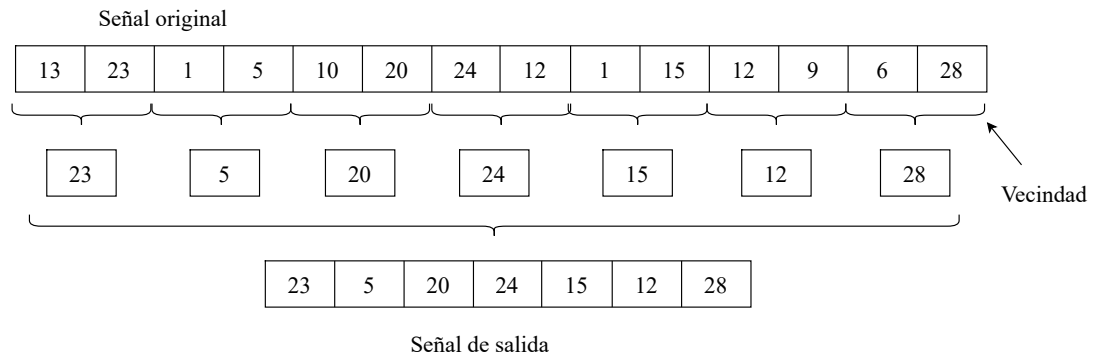 Señal original
13 23 1 5 10 20 24 12 1 15 12 9 6 28
23 5 20 24 15 12 28
Vecindad
23 5 20 24 15 12 28
Señal de salida